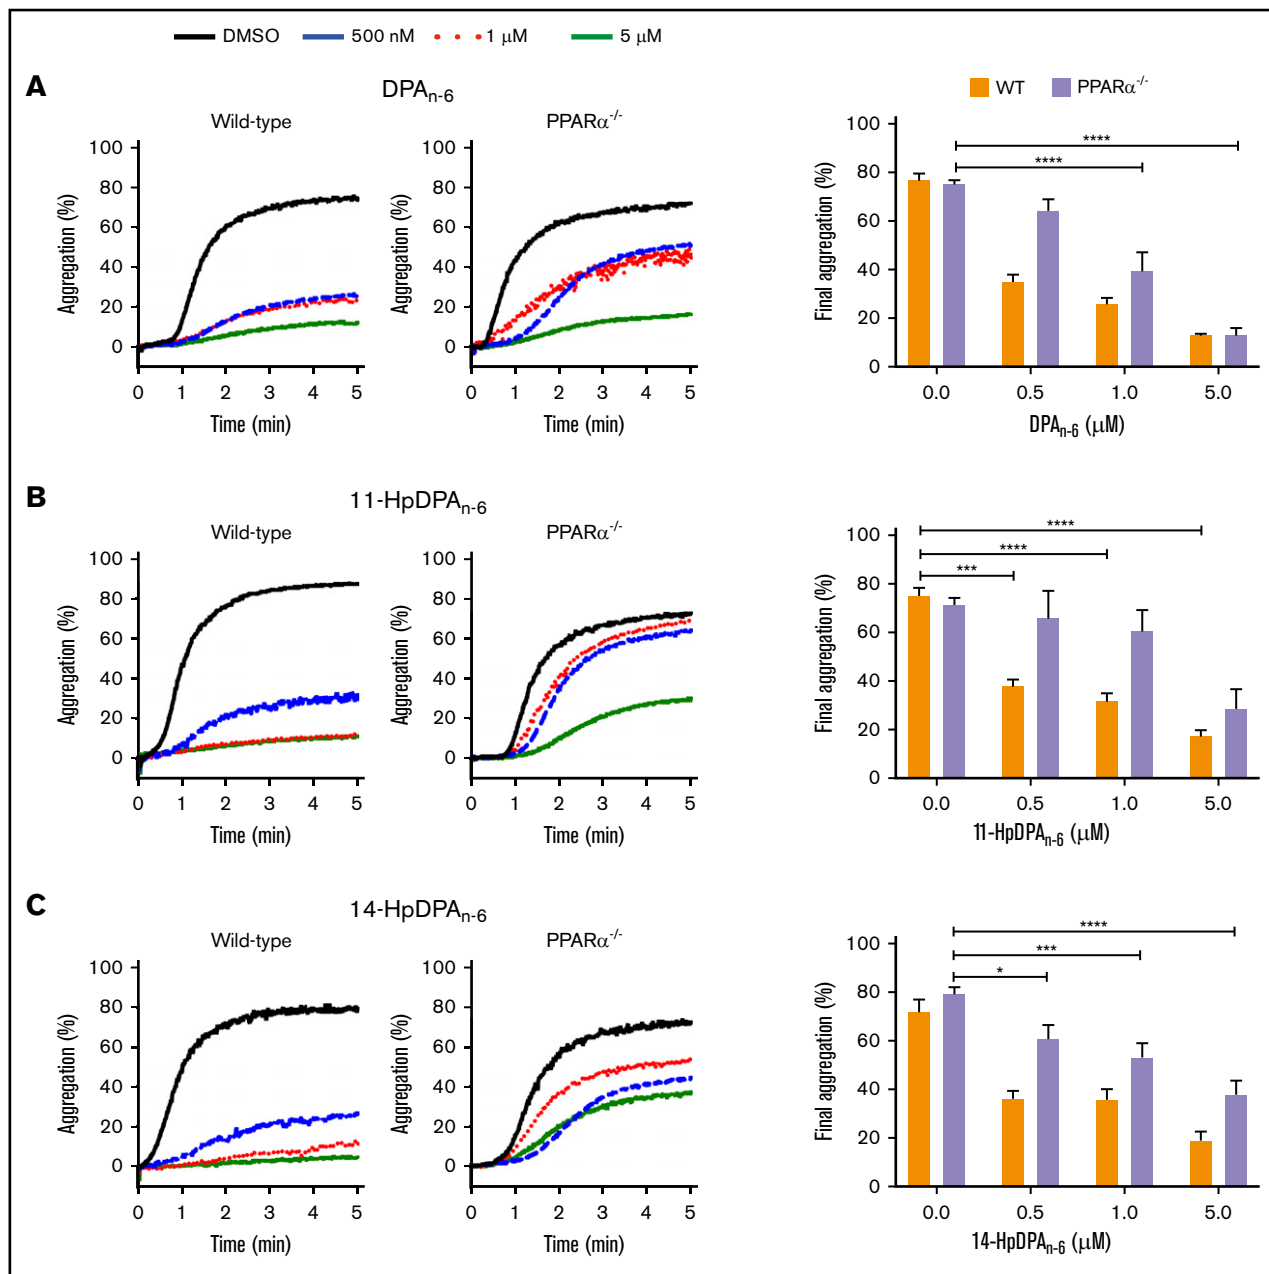 DMSO 500 nM 1 μM 5 μM
A
DPAn-6
WT PPARα-/-
Wild-type PPARα-/-
Aggregation (%)
100
80
60
40
20
0
0 1 2 3 4 5
Time (min)
Aggregation (%)
100
80
60
40
20
0
0 1 2 3 4 5
Time (min)
Final aggregation (%)
100
80
60
40
20
0
****
****
0.0 0.5 1.0 5.0
DPAn-6 (μM)
B
11-HpDPAn-6
Wild-type PPARα-/-
Aggregation (%)
100
80
60
40
20
0
0 1 2 3 4 5
Time (min)
Aggregation (%)
100
80
60
40
20
0
0 1 2 3 4 5
Time (min)
Final aggregation (%)
100
80
60
40
20
0
****
****
***
0.0 0.5 1.0 5.0
11-HpDPAn-6 (μM)
C
14-HpDPAn-6
Wild-type PPARα-/-
Aggregation (%)
100
80
60
40
20
0
0 1 2 3 4 5
Time (min)
Aggregation (%)
100
80
60
40
20
0
0 1 2 3 4 5
Time (min)
Final aggregation (%)
100
80
60
40
20
0
****
***
*
0.0 0.5 1.0 5.0
14-HpDPAn-6 (μM)